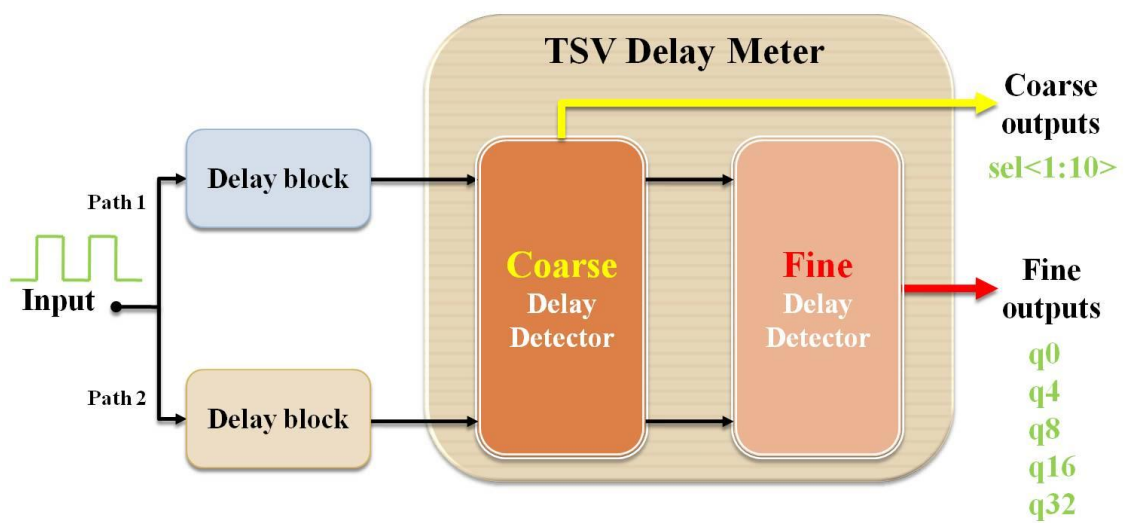 TSV Delay Meter
Coarse
outputs
sel<1:10>
Delay block
Path 1
Input
Coarse
Delay
Detector
Fine
Delay
Detector
Fine
outputs
q0
q4
q8
q16
q32
Path 2
Delay block